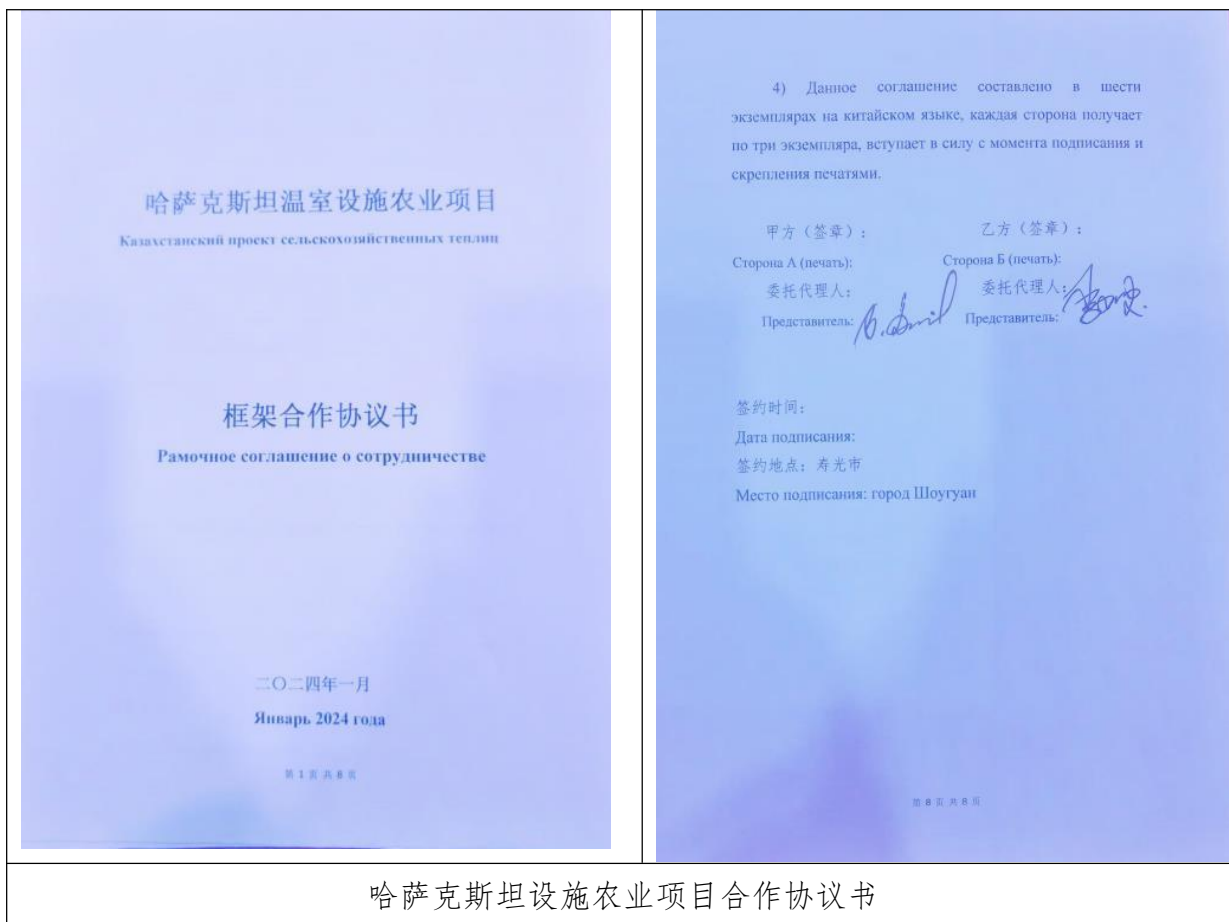 哈萨克斯坦温室设施农业项目
Казахстанский проект сельскохозяйственных теплиц
框架合作协议书
Рамочное соглашение о сотрудничестве
二〇二四年一月
Январь 2024 года
第 1 页 共 8 页
4) Данное соглашение составлено в шести
экземплярах на китайском языке, каждая сторона получает
по три экземпляра, вступает в силу с момента подписания и
скрепления печатями.
甲方（签章）： 乙方（签章）：
Сторона А (печать): Сторона Б (печать):
委托代理人： 委托代理人：
Представитель: Представитель:
签约时间：
Дата подписания:
签约地点：寿光市
Место подписания: город Шоугуан
第 8 页 共 8 页
哈萨克斯坦设施农业项目合作协议书